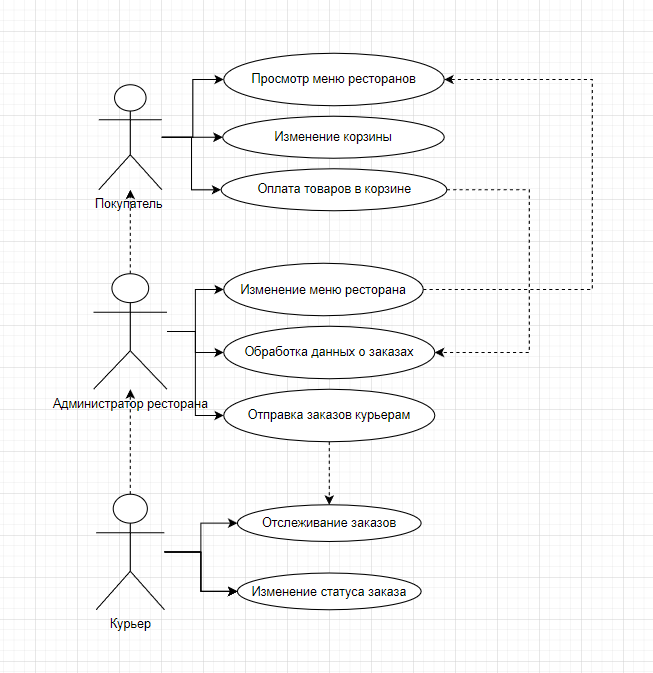 Просмотр меню ресторанов
Изменение корзины
Оплата товаров в корзине
Покупатель
Изменение меню ресторана
Обработка данных о заказах
Администратор ресторана
Отправка заказов курьерам
Отслеживание заказов
Изменение статуса заказа
Курьер